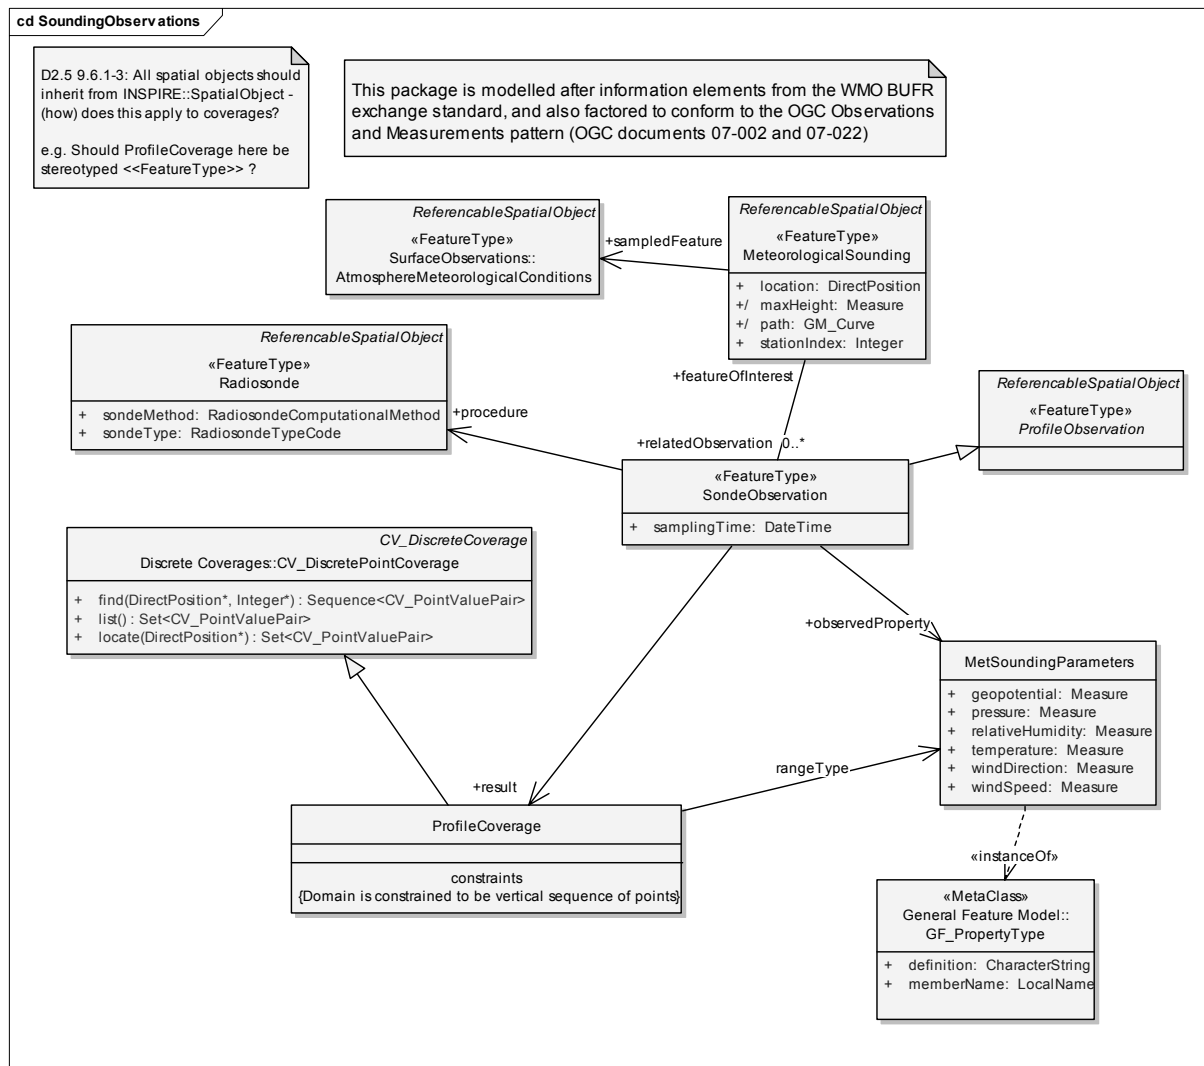 cd SoundingObservations
D2.5 9.6.1-3: All spatial objects should
inherit from INSPIRE::SpatialObject -
(how) does this apply to coverages?
e.g. Should ProfileCoverage here be
stereotyped <<FeatureType>> ?
This package is modelled after information elements from the WMO BUFR
exchange standard, and also factored to conform to the OGC Observations
and Measurements pattern (OGC documents 07-002 and 07-022)
ReferencableSpatialObject
«FeatureType»
SurfaceObservations::
AtmosphereMeteorologicalConditions
+sampledFeature
ReferencableSpatialObject
«FeatureType»
MeteorologicalSounding
+ location: DirectPosition
+/ maxHeight: Measure
+/ path: GM_Curve
+ stationIndex: Integer
ReferencableSpatialObject
«FeatureType»
Radiosonde
+ sondeMethod: RadiosondeComputationalMethod
+ sondeType: RadiosondeTypeCode
+procedure
+featureOfInterest
+relatedObservation 0..*
ReferencableSpatialObject
«FeatureType»
ProfileObservation
«FeatureType»
SondeObservation
+ samplingTime: DateTime
CV_DiscreteCoverage
Discrete Coverages::CV_DiscretePointCoverage
+ find(DirectPosition*, Integer*) : Sequence<CV_PointValuePair>
+ list() : Set<CV_PointValuePair>
+ locate(DirectPosition*) : Set<CV_PointValuePair>
+observedProperty
MetSoundingParameters
+ geopotential: Measure
+ pressure: Measure
+ relativeHumidity: Measure
+ temperature: Measure
+ windDirection: Measure
+ windSpeed: Measure
rangeType
+result
ProfileCoverage
constraints
{Domain is constrained to be vertical sequence of points}
«instanceOf»
«MetaClass»
General Feature Model::
GF_PropertyType
+ definition: CharacterString
+ memberName: LocalName